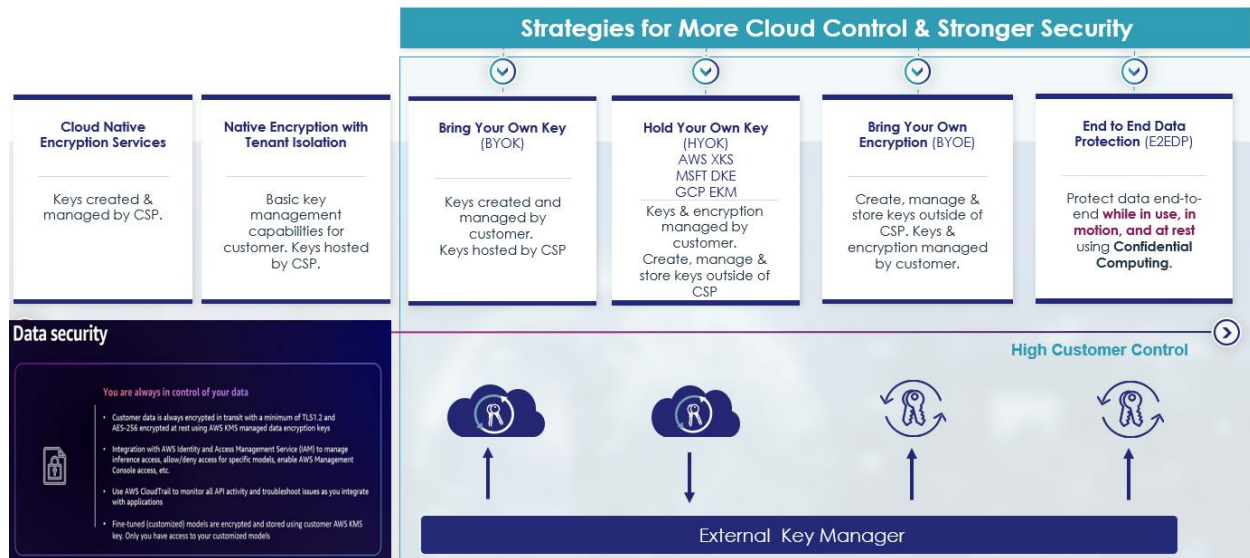 Strategies for More Cloud Control & Stronger Security
Cloud Native
Encryption Services
Keys created &
managed by CSP.
Native Encryption with
Tenant Isolation
Basic key
management
capabilities for
customer. Keys hosted
by CSP.
Bring Your Own Key
(BYOK)
Keys created and
managed by
customer.
Keys hosted by CSP
Hold Your Own Key
(HYOK)
AWS XKS
MSFT DKE
GCP EKM
Keys & encryption
managed by
customer.
Create, manage &
store keys outside of
CSP
Bring Your Own
Encryption (BYOE)
Create, manage &
store keys outside of
CSP. Keys &
encryption managed
by customer.
End to End Data
Protection (E2EDP)
Protect data end-to-
end while in use, in
motion, and at rest
using Confidential
Computing.
High Customer Control
Data security
You are always in control of your data
• Customer data is always encrypted in transit with a minimum of TLS1.2 and
AES-256 encrypted at rest using AWS KMS managed data encryption keys
• Integration with AWS Identity and Access Management Service (IAM) to manage
inference access, allow/deny access for specific models, enable AWS Management
Console access, etc.
• Use AWS CloudTrail to monitor all API activity and troubleshoot issues as you integrate
with applications
• Fine-tuned (customized) models are encrypted and stored using customer AWS KMS
key. Only you have access to your customized models
External Key Manager